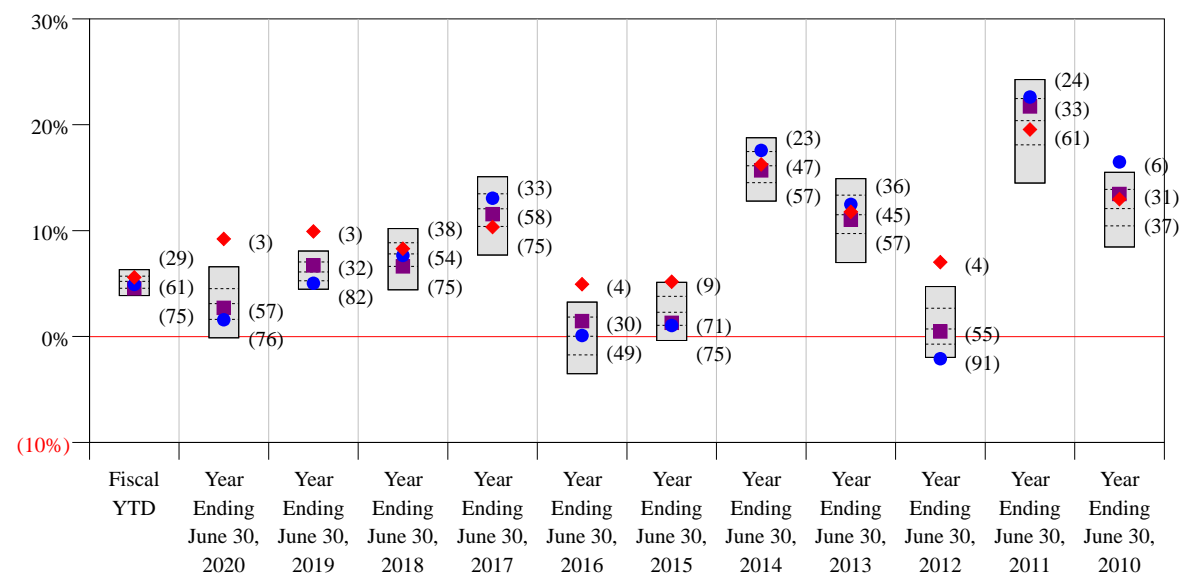 30%
20%
10%
0%
(10%)
(29)
(61)
(75)
(3)
(57)
(76)
(3)
(32)
(82)
(38)
(54)
(75)
(33)
(58)
(75)
(4)
(30)
(49)
(9)
(71)
(75)
(23)
(47)
(57)
(36)
(45)
(57)
(4)
(55)
(91)
(24)
(33)
(61)
(6)
(31)
(37)
Fiscal
YTD
Year
Ending
June 30,
2020
Year
Ending
June 30,
2019
Year
Ending
June 30,
2018
Year
Ending
June 30,
2017
Year
Ending
June 30,
2016
Year
Ending
June 30,
2015
Year
Ending
June 30,
2014
Year
Ending
June 30,
2013
Year
Ending
June 30,
2012
Year
Ending
June 30,
2011
Year
Ending
June 30,
2010